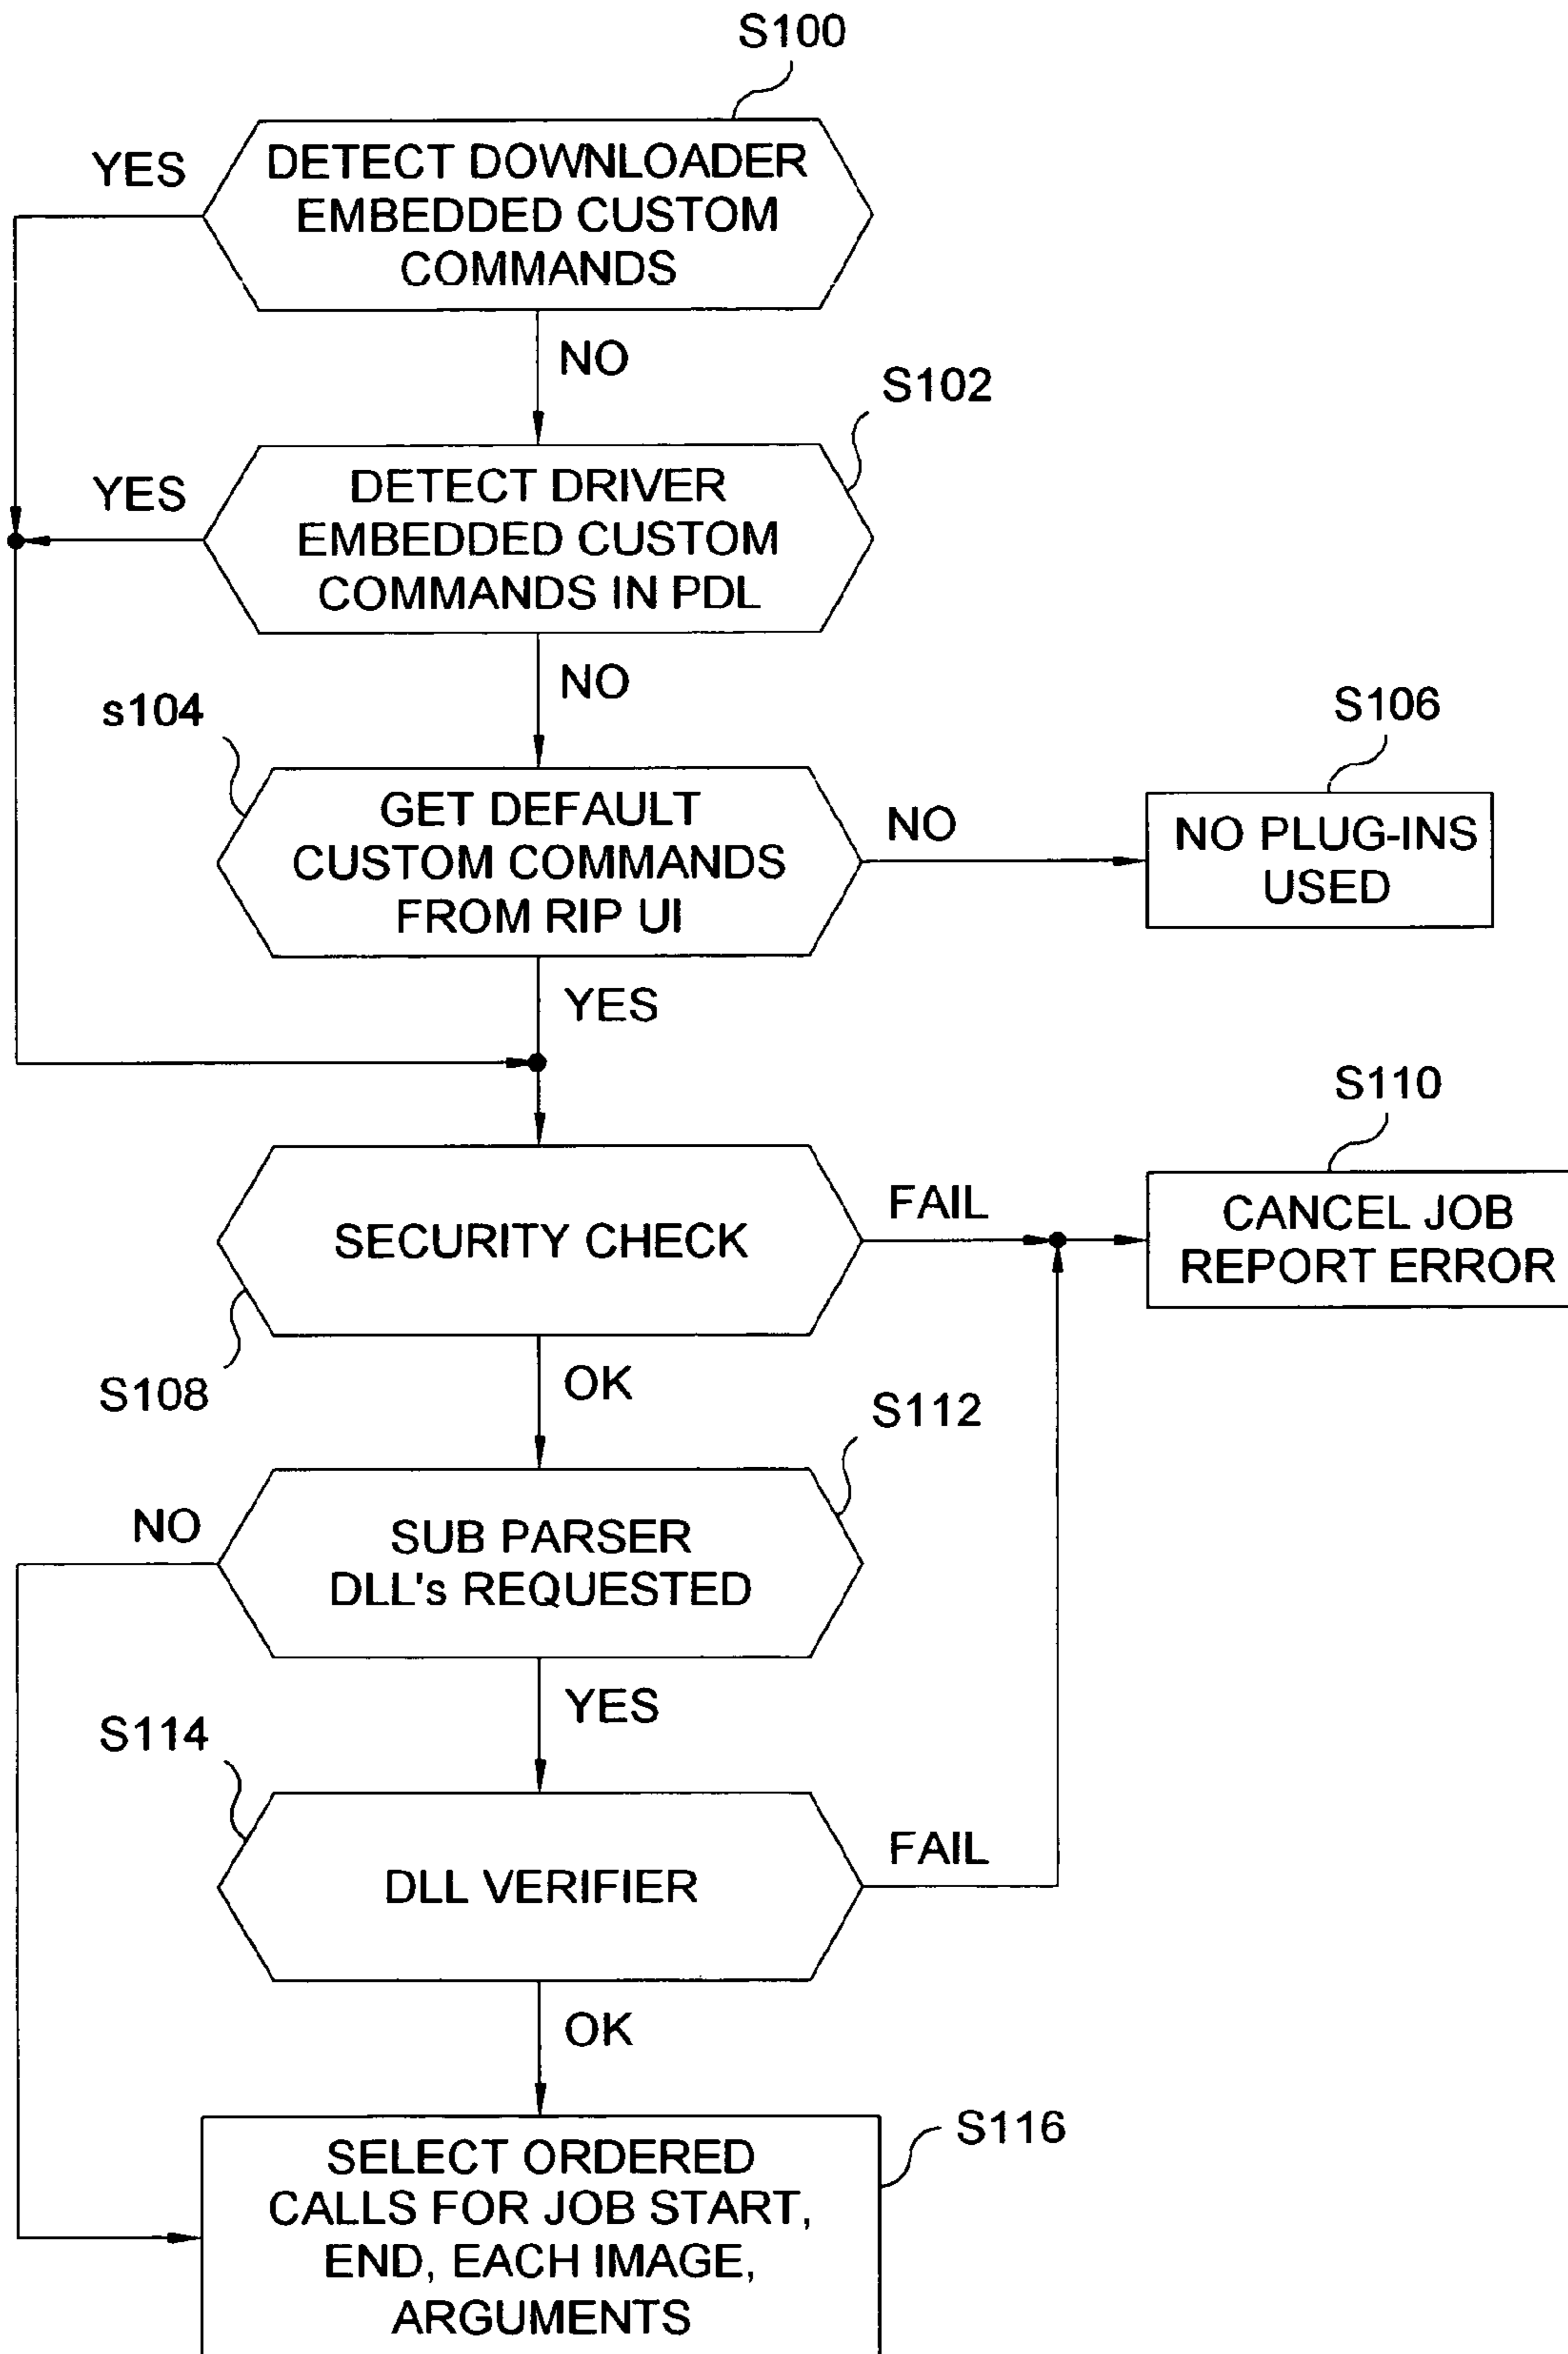 S100
YES
DETECT DOWNLOADER
EMBEDDED CUSTOM
COMMANDS
NO
S102
YES
DETECT DRIVER
EMBEDDED CUSTOM
COMMANDS IN PDL
NO
s104
S106
GET DEFAULT
CUSTOM COMMANDS
FROM RIP UI
NO
NO PLUG-INS
USED
YES
S110
SECURITY CHECK
FAIL
CANCEL JOB
REPORT ERROR
S108
OK
S112
NO
SUB PARSER
DLL's REQUESTED
YES
S114
DLL VERIFIER
FAIL
OK
S116
SELECT ORDERED
CALLS FOR JOB START,
END, EACH IMAGE,
ARGUMENTS